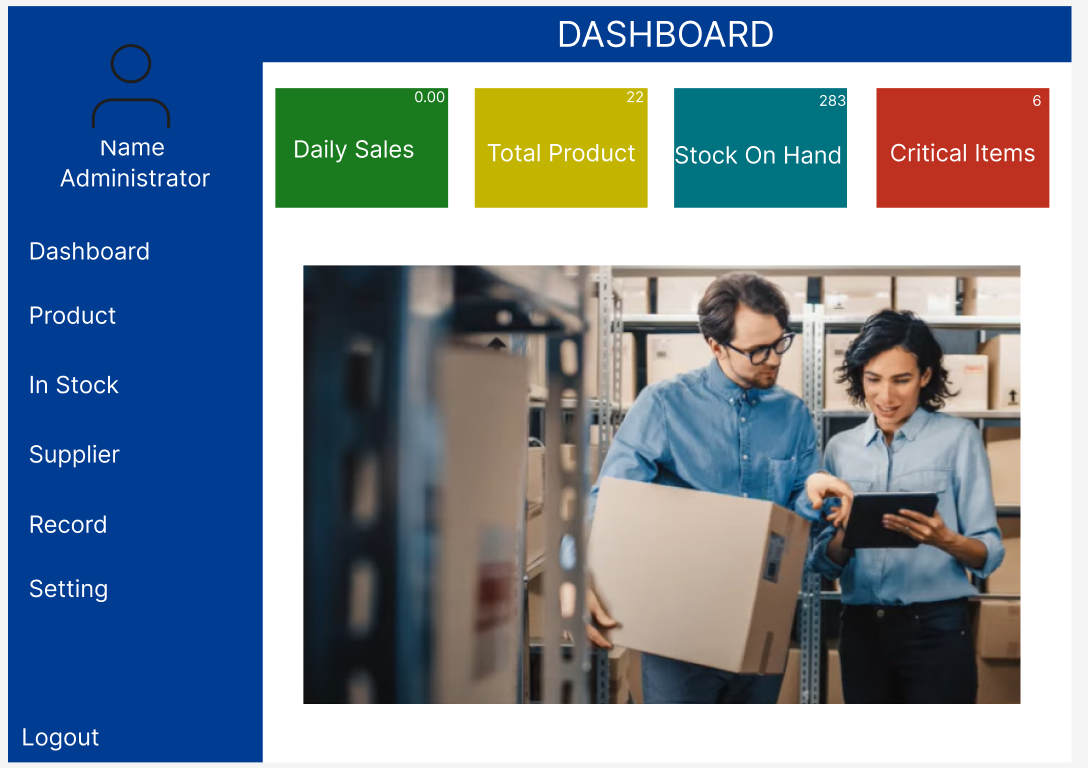 DASHBOARD
Name
Administrator
Dashboard
Product
In Stock
Supplier
Record
Setting
Logout
0.00
Daily Sales
22
Total Product
283
Stock On Hand
6
Critical Items